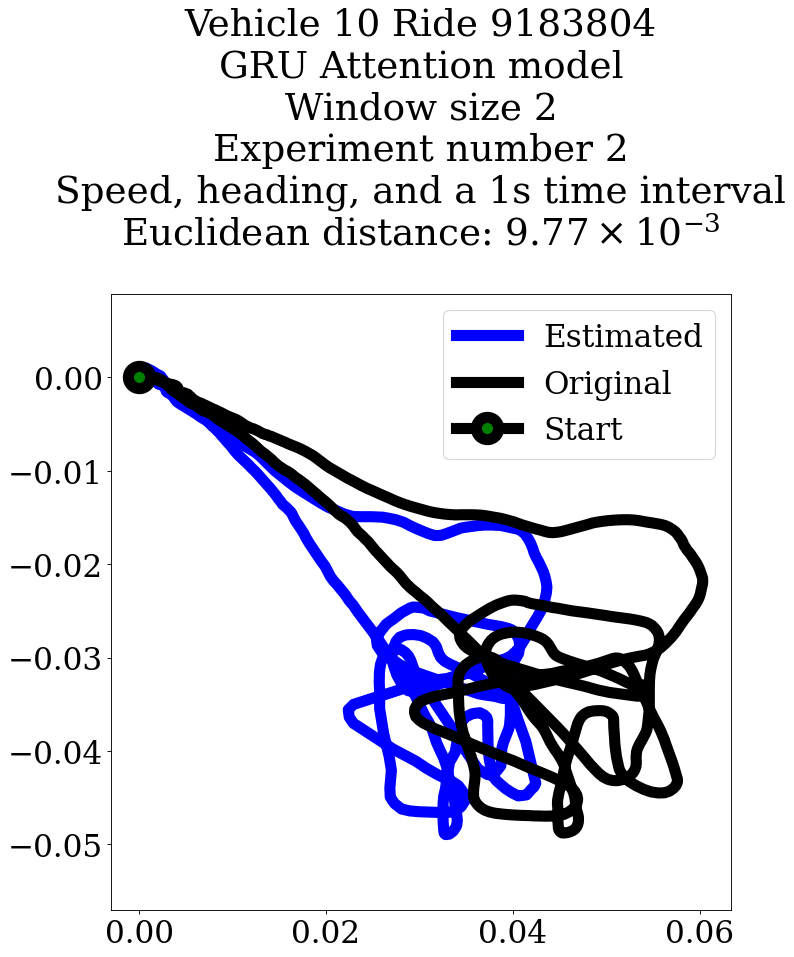 Vehicle 10 Ride 9183804
GRU Attention model
Window size 2
Experiment number 2
Speed, heading, and a 1s time interval
Euclidean distance: 9.77 × 10⁻³
Estimated
Original
Start
0.00
−0.01
−0.02
−0.03
−0.04
−0.05
0.00 0.02 0.04 0.06